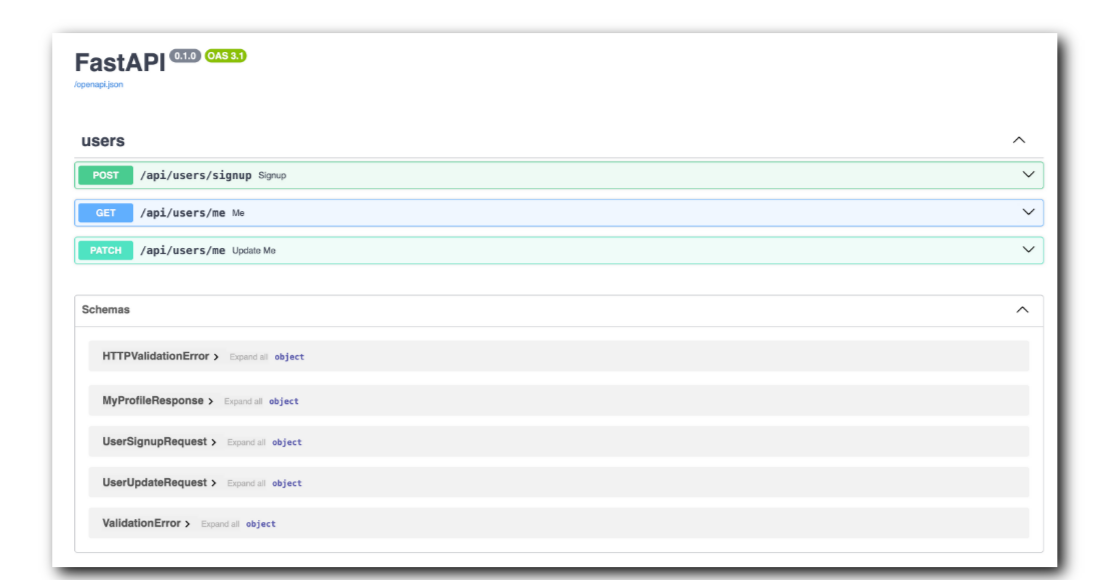 FastAPI 0.1.0 OAS 3.1
/openapi.json
users
POST /api/users/signup Signup
GET /api/users/me Me
PATCH /api/users/me Update Me
Schemas
HTTPValidationError > Expand all object
MyProfileResponse > Expand all object
UserSignupRequest > Expand all object
UserUpdateRequest > Expand all object
ValidationError > Expand all object